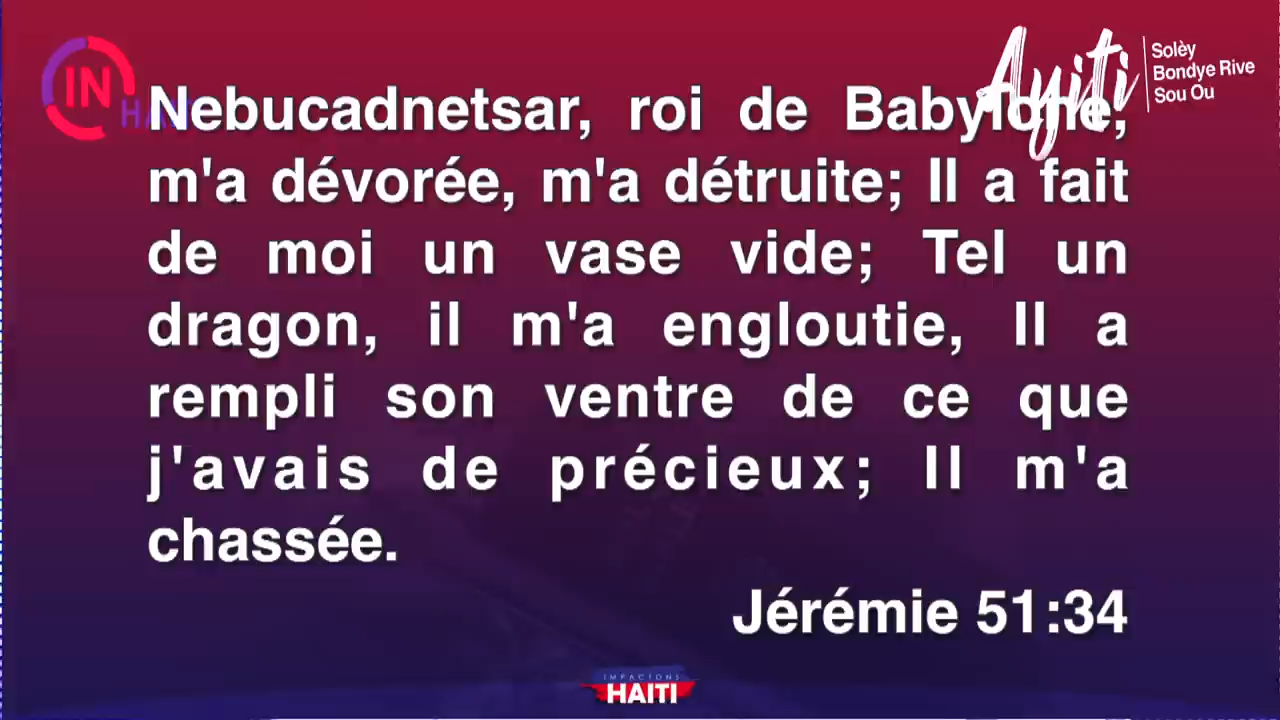 IN
Ayiti
Solèy
Bondye Rive
Sou Ou
Nebucadnetsar, roi de Babylone,
m'a dévorée, m'a détruite; Il a fait
de moi un vase vide; Tel un
dragon, il m'a engloutie, Il a
rempli son ventre de ce que
j'avais de précieux; Il m'a
chassée.
Jérémie 51:34
IMPACTONS
HAITI